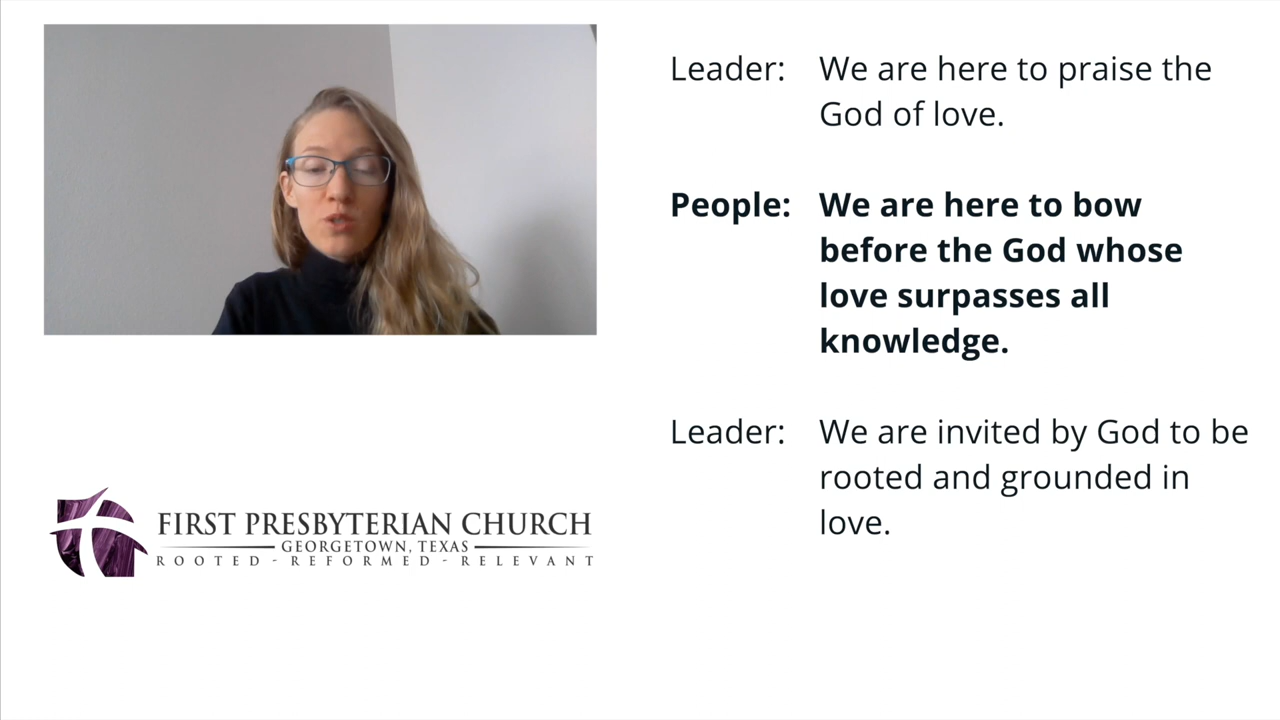 Leader: We are here to praise the
God of love.
People: We are here to bow
before the God whose
love surpasses all
knowledge.
Leader: We are invited by God to be
rooted and grounded in
love.
FIRST PRESBYTERIAN CHURCH
GEORGETOWN, TEXAS
ROOTED - REFORMED - RELEVANT